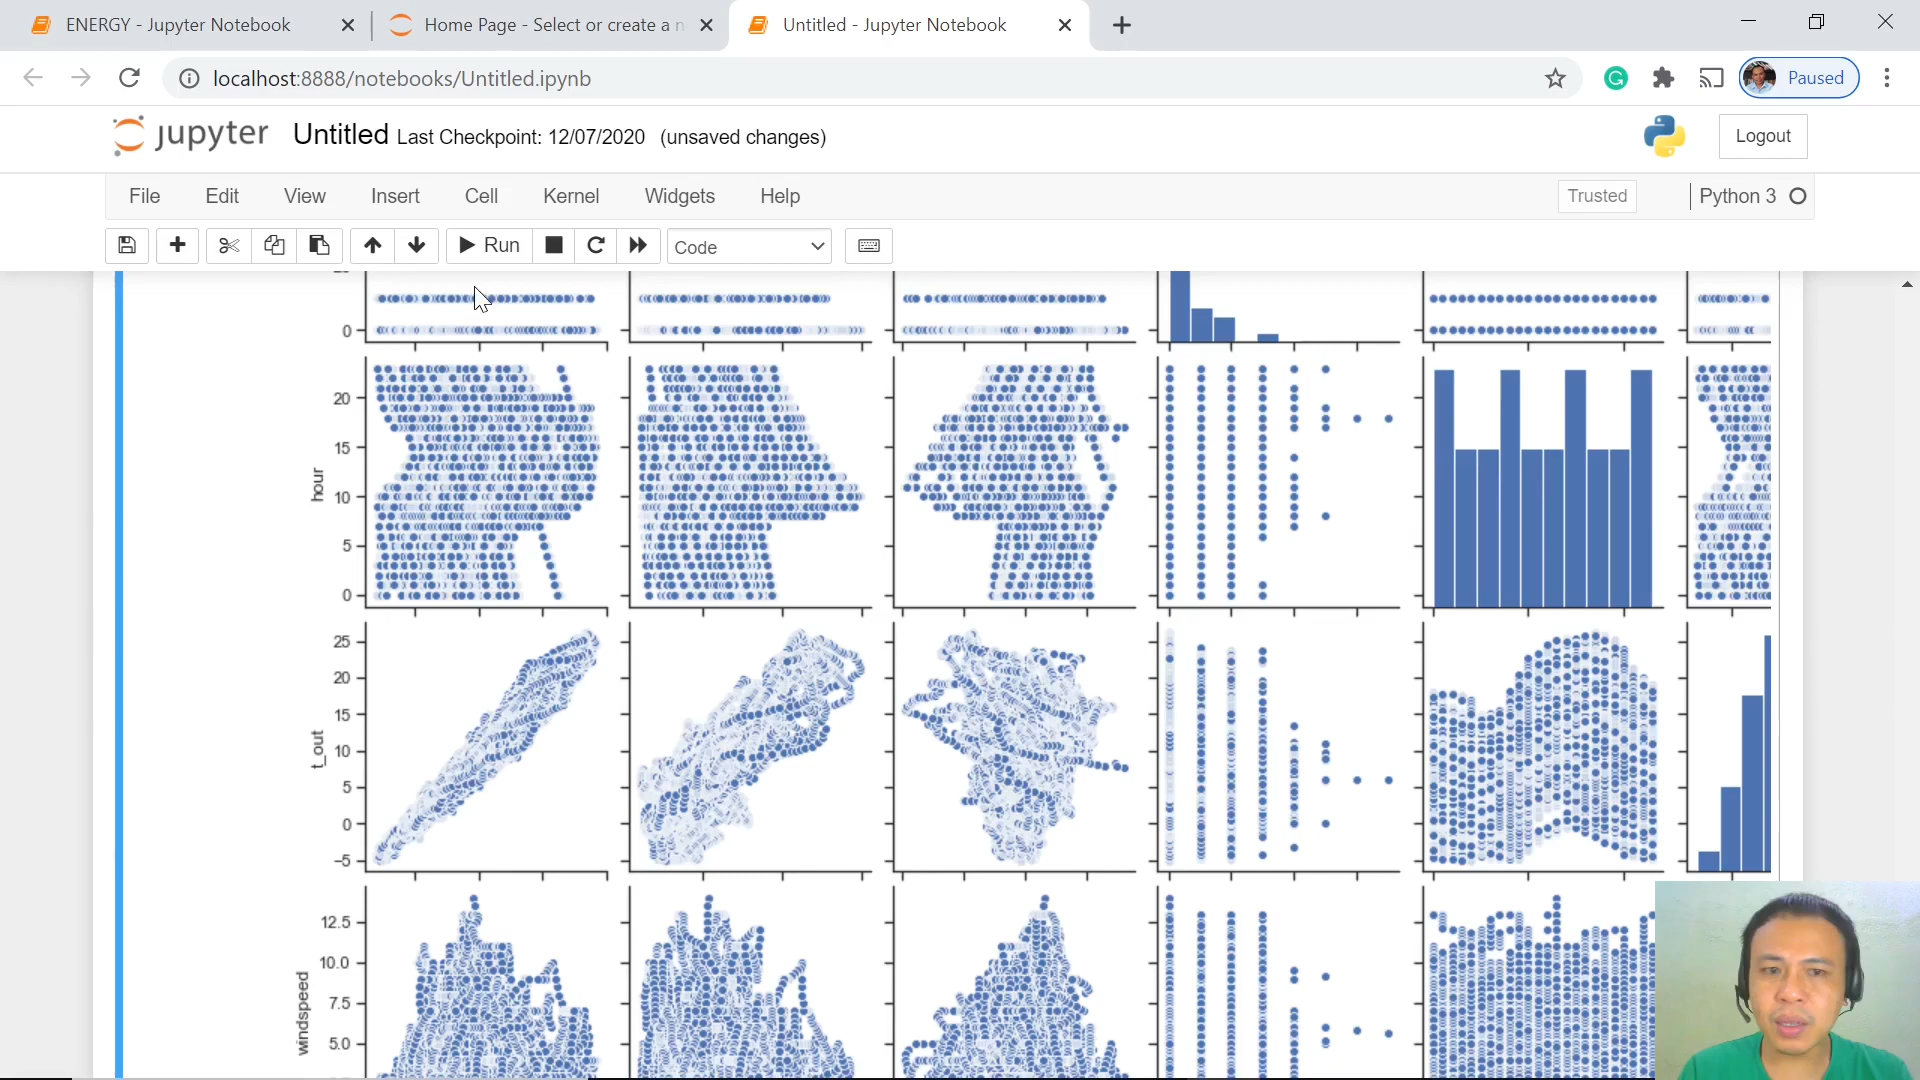 ENERGY - Jupyter Notebook
Home Page - Select or create a n
Untitled - Jupyter Notebook
localhost:8888/notebooks/Untitled.ipynb
Paused
jupyter Untitled Last Checkpoint: 12/07/2020 (unsaved changes)
Logout
File Edit View Insert Cell Kernel Widgets Help
Trusted
Python 3
Run
Code
0
20
15
10
5
0
hour
25
20
15
10
5
0
−5
t_out
12.5
10.0
7.5
5.0
windspeed